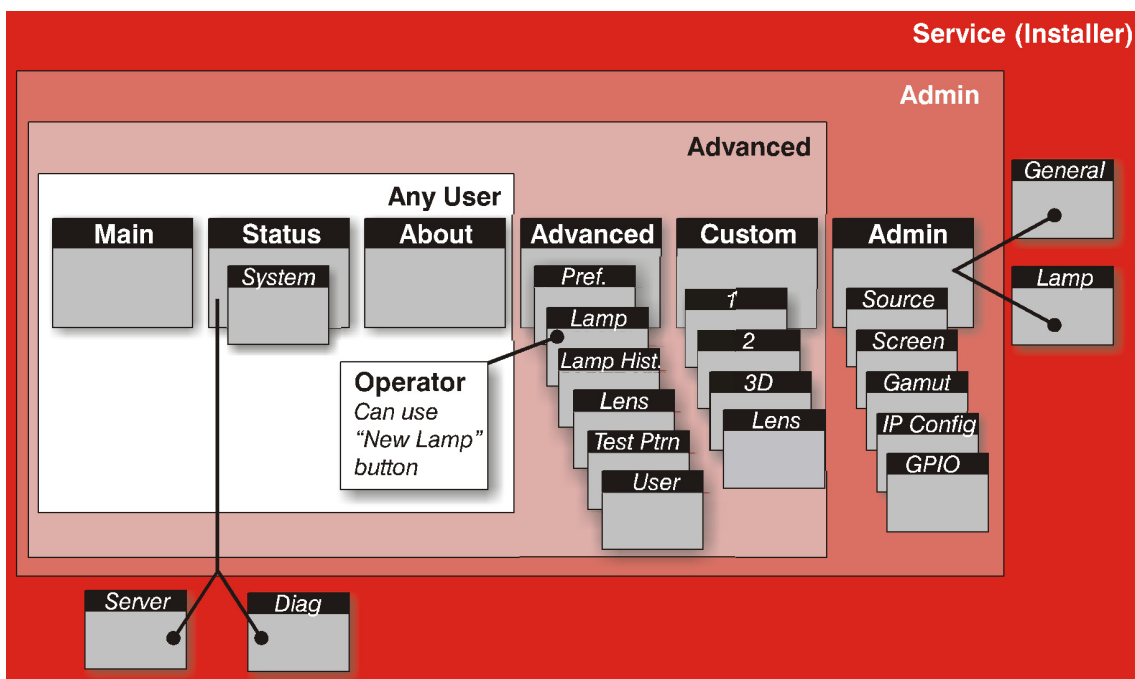 Service (Installer)
Admin
Advanced
Any User
Main
Status
About
Advanced
Custom
Admin
System
Pref.
Lamp
Lamp Hist.
Lens
Test Ptrn
User
1
2
3D
Lens
Source
Screen
Gamut
IP Config
GPIO
General
Lamp
Operator
Can use
“New Lamp”
button
Server
Diag